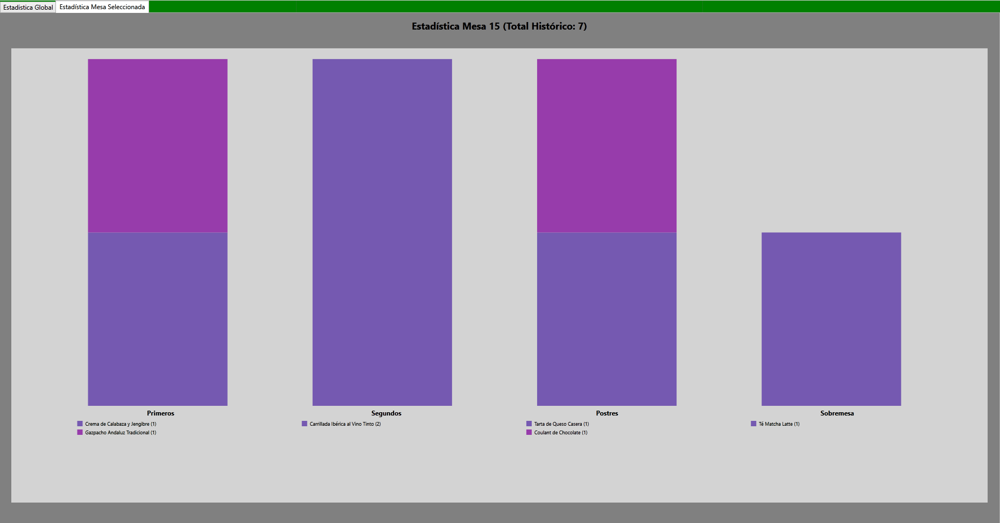 Estadistica Global
Estadística Mesa Seleccionada
Estadística Mesa 15 (Total Histórico: 7)
Primeros
Crema de Calabaza y Jengibre (1)
Gazpacho Andaluz Tradicional (1)
Segundos
Carrillada Ibérica al Vino Tinto (2)
Postres
Tarta de Queso Casera (1)
Coulant de Chocolate (1)
Sobremesa
Té Matcha Latte (1)